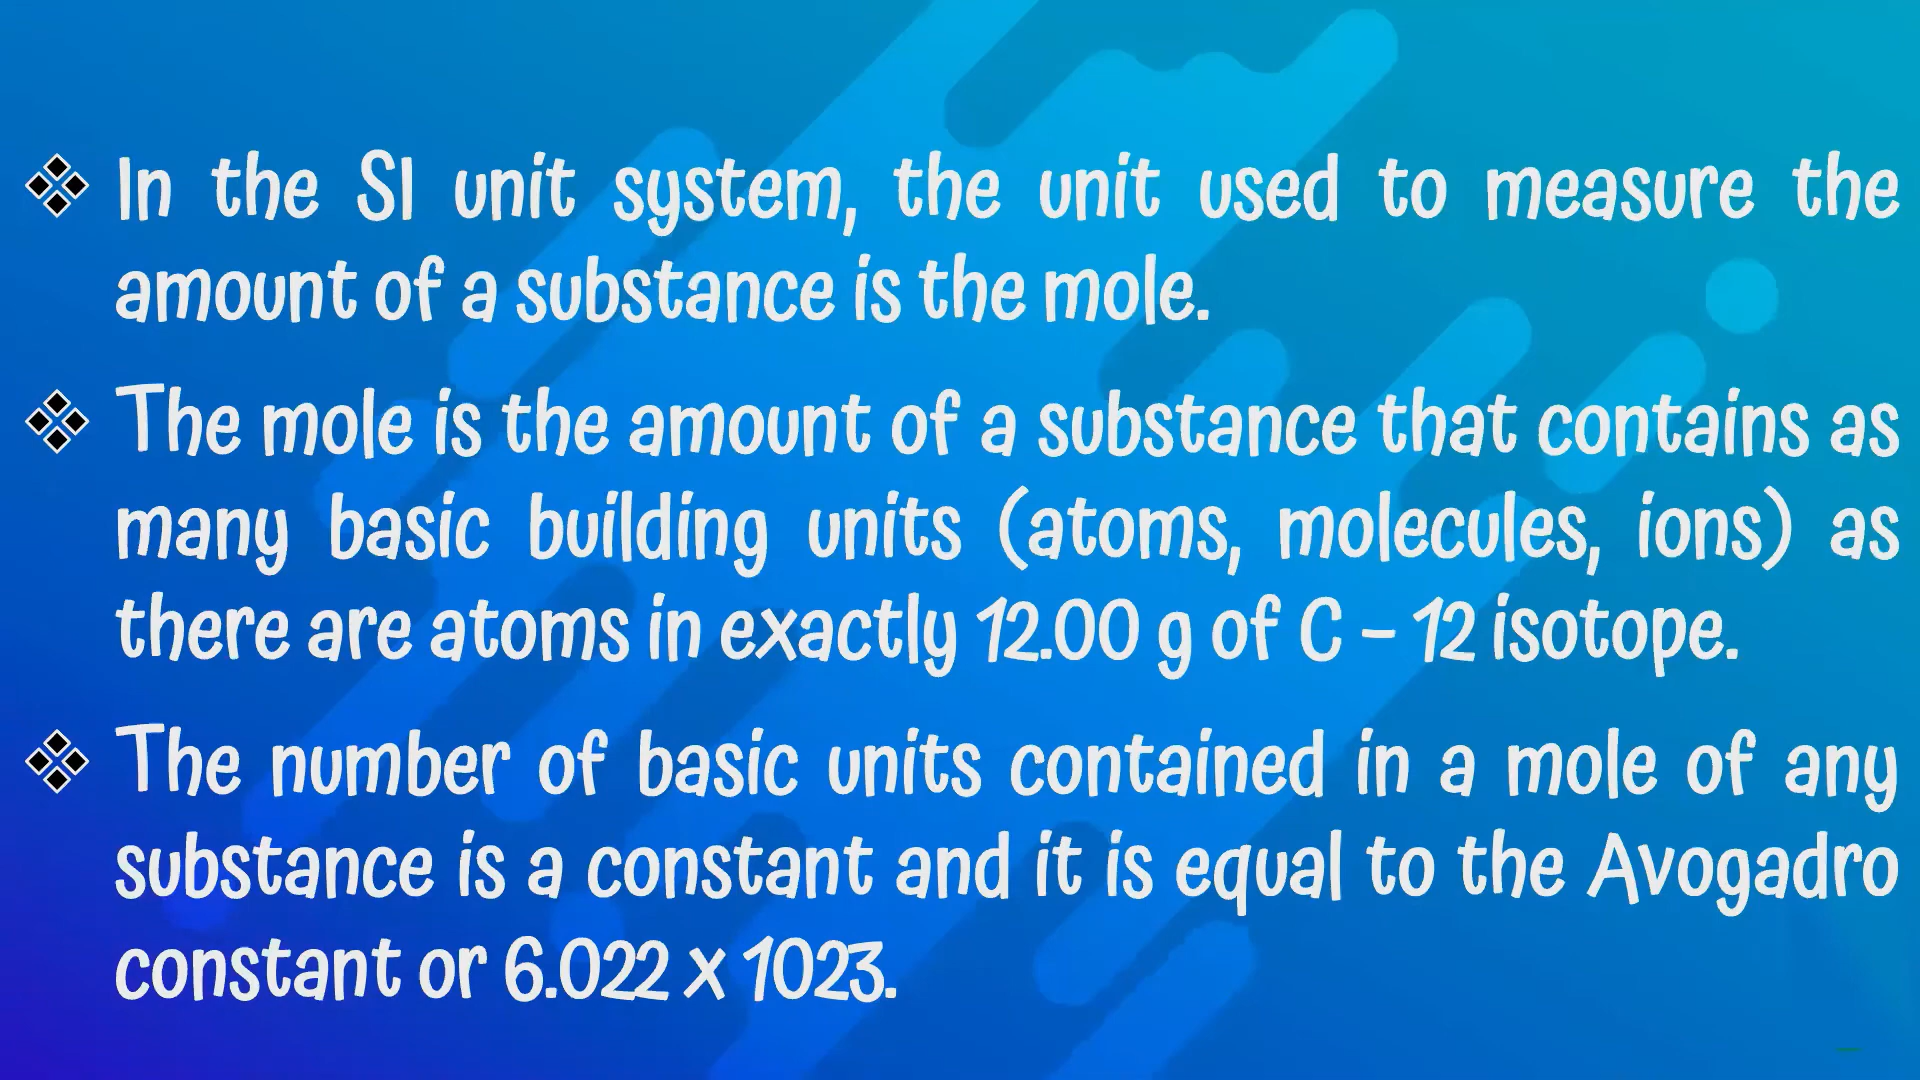 In the SI unit system, the unit used to measure the
amount of a substance is the mole.
The mole is the amount of a substance that contains as
many basic building units (atoms, molecules, ions) as
there are atoms in exactly 12.00 g of C – 12 isotope.
The number of basic units contained in a mole of any
substance is a constant and it is equal to the Avogadro
constant or 6.022 x 1023.